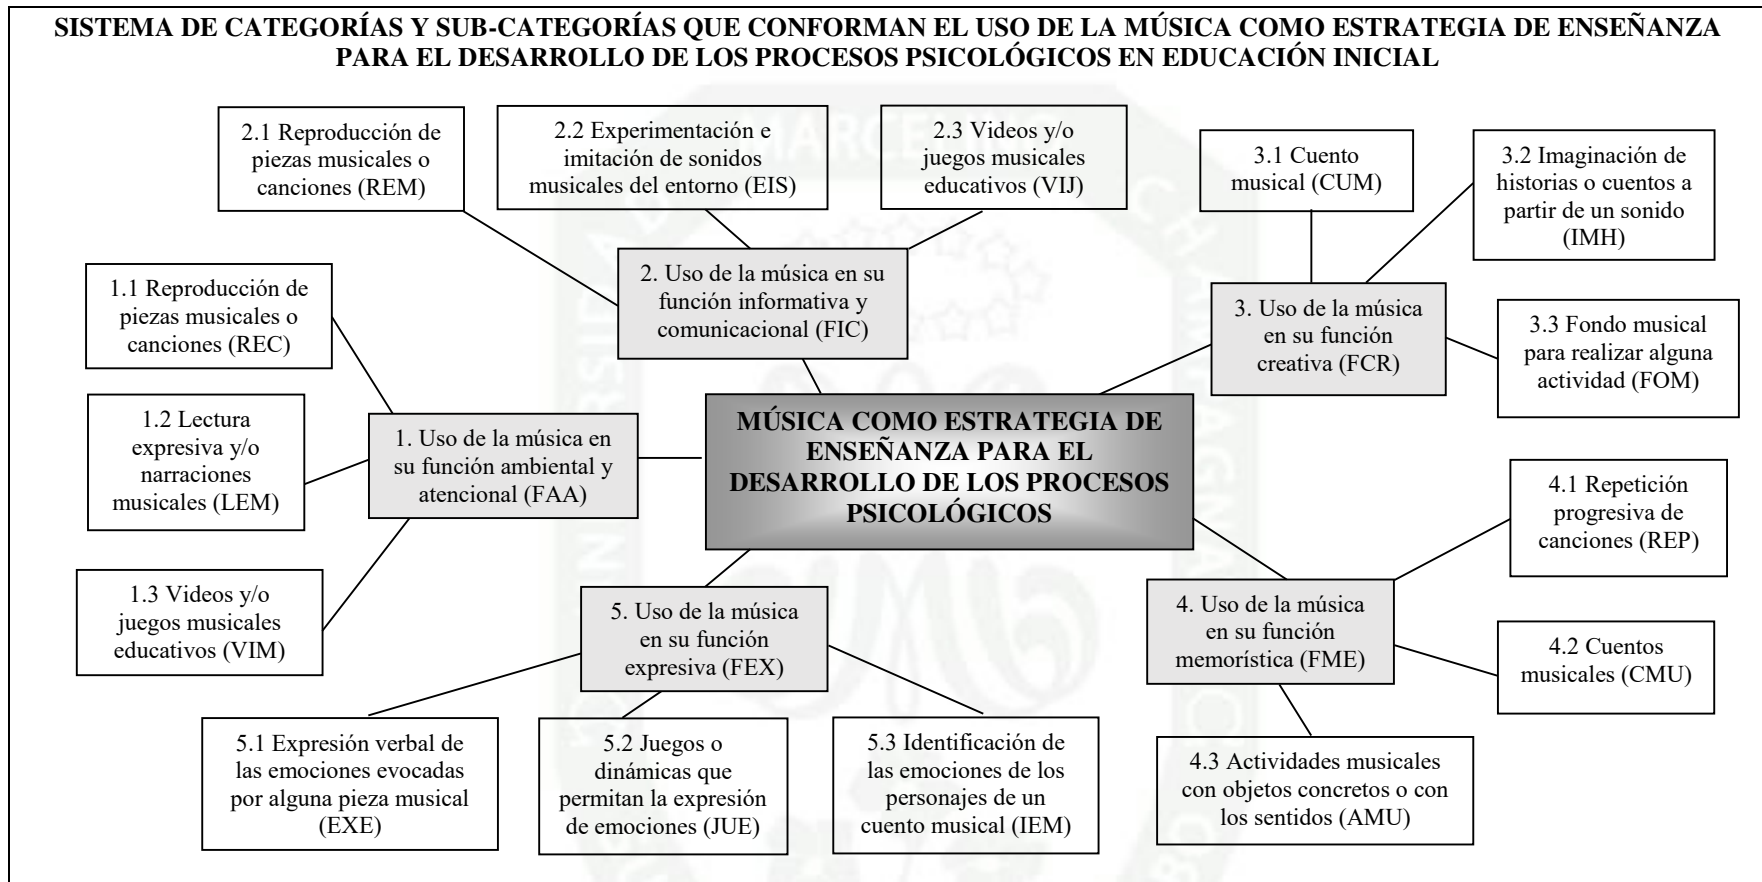 SISTEMA DE CATEGORÍAS Y SUB-CATEGORÍAS QUE CONFORMAN EL USO DE LA MÚSICA COMO ESTRATEGIA DE ENSEÑANZA
PARA EL DESARROLLO DE LOS PROCESOS PSICOLÓGICOS EN EDUCACIÓN INICIAL
2.1 Reproducción de
piezas musicales o
canciones (REM)
2.2 Experimentación e
imitación de sonidos
musicales del entorno (EIS)
2.3 Videos y/o
juegos musicales
educativos (VIJ)
3.1 Cuento
musical (CUM)
3.2 Imaginación de
historias o cuentos a
partir de un sonido
(IMH)
2. Uso de la música en su
función informativa y
comunicacional (FIC)
3. Uso de la música
en su función
creativa (FCR)
3.3 Fondo musical
para realizar alguna
actividad (FOM)
1.1 Reproducción de
piezas musicales o
canciones (REC)
1.2 Lectura
expresiva y/o
narraciones
musicales (LEM)
1. Uso de la música en
su función ambiental y
atencional (FAA)
MÚSICA COMO ESTRATEGIA DE
ENSEÑANZA PARA EL
DESARROLLO DE LOS PROCESOS
PSICOLÓGICOS
4.1 Repetición
progresiva de
canciones (REP)
1.3 Videos y/o
juegos musicales
educativos (VIM)
5. Uso de la música
en su función
expresiva (FEX)
4. Uso de la música
en su función
memorística (FME)
4.2 Cuentos
musicales (CMU)
5.1 Expresión verbal de
las emociones evocadas
por alguna pieza musical
(EXE)
5.2 Juegos o
dinámicas que
permitan la expresión
de emociones (JUE)
5.3 Identificación de
las emociones de los
personajes de un
cuento musical (IEM)
4.3 Actividades musicales
con objetos concretos o con
los sentidos (AMU)